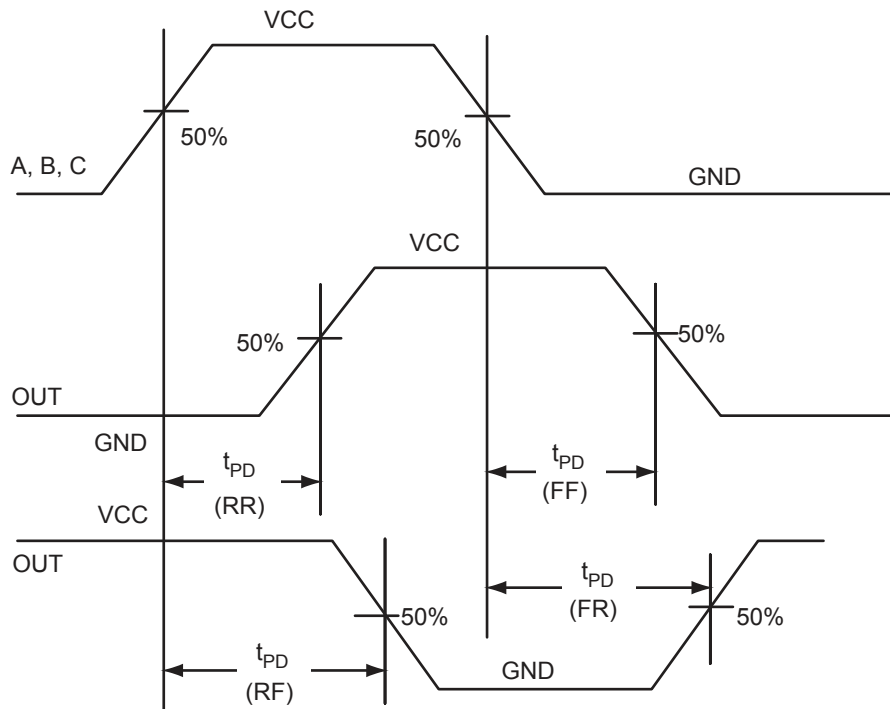 VCC
50%
50%
A, B, C
GND
VCC
50%
50%
OUT
GND
tPD
(RR)
tPD
(FF)
VCC
OUT
tPD
(FR)
50%
50%
tPD
(RF)
GND